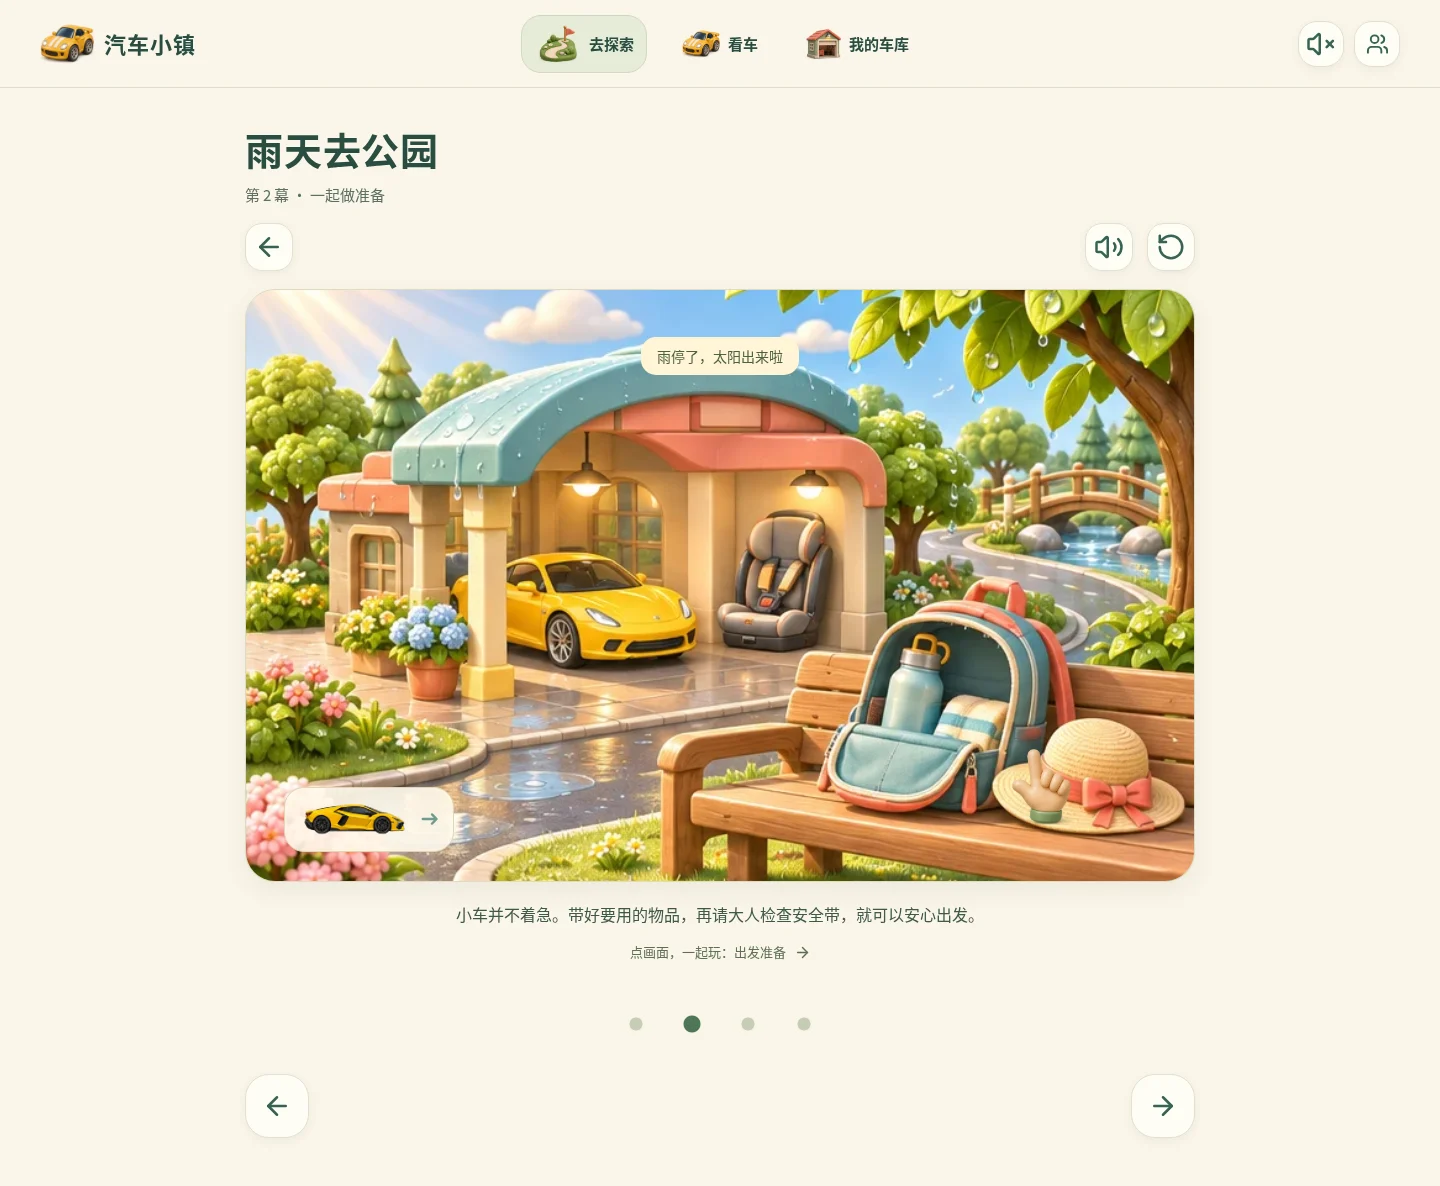 汽车小镇
去探索
看车
我的车库
雨天去公园
第 2 幕 · 一起做准备
雨停了，太阳出来啦
小车并不着急。带好要用的物品，再请大人检查安全带，就可以安心出发。
点画面，一起玩：出发准备